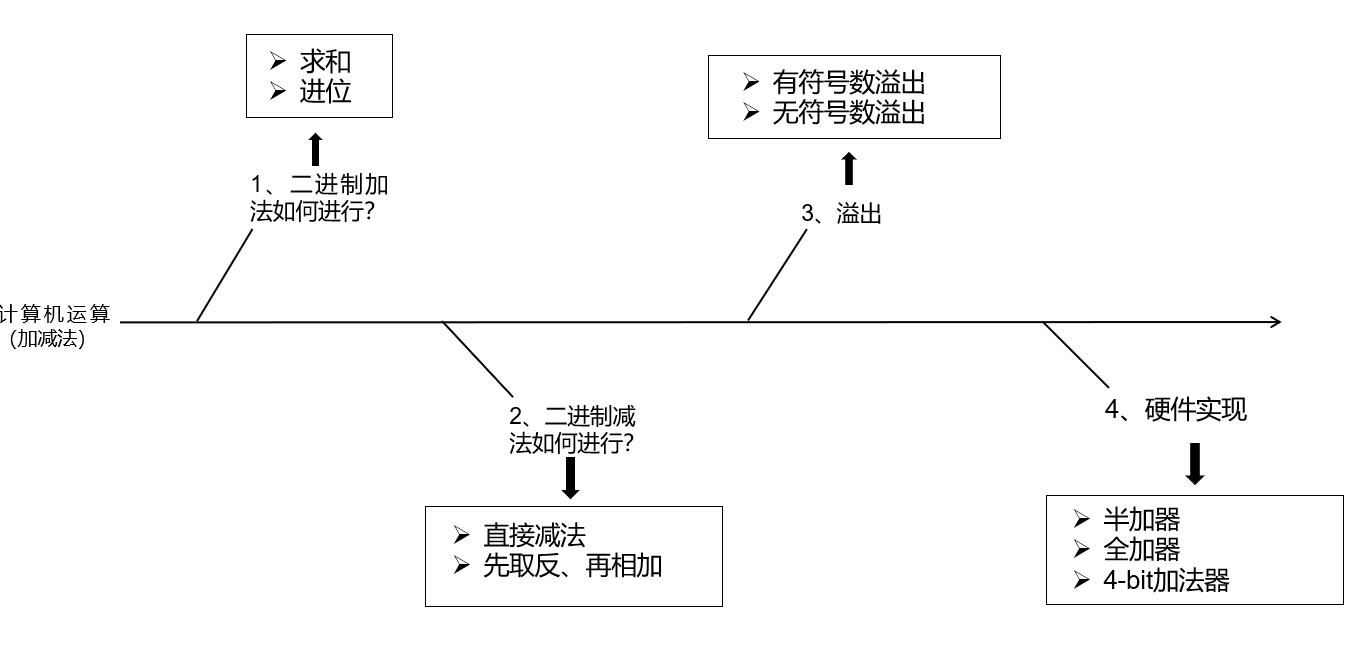 求和
进位
1、二进制加
法如何进行?
有符号数溢出
无符号数溢出
3、溢出
计算机运算
（加减法）
2、二进制减
法如何进行?
直接减法
先取反、再相加
4、硬件实现
半加器
全加器
4-bit加法器